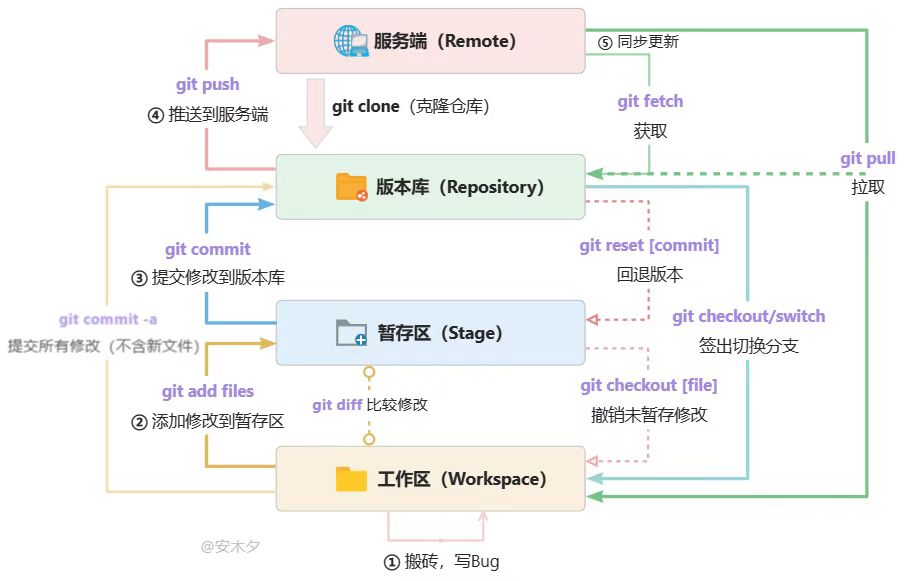 服务端（Remote）
⑤ 同步更新
git push
④ 推送到服务端
git clone（克隆仓库）
git fetch
获取
git pull
拉取
版本库（Repository）
git commit
③ 提交修改到版本库
git reset [commit]
回退版本
git commit -a
提交所有修改（不含新文件）
暂存区（Stage）
git checkout/switch
签出切换分支
git add files
② 添加修改到暂存区
git diff 比较修改
git checkout [file]
撤销未暂存修改
工作区（Workspace）
@安木夕
① 搬砖，写Bug